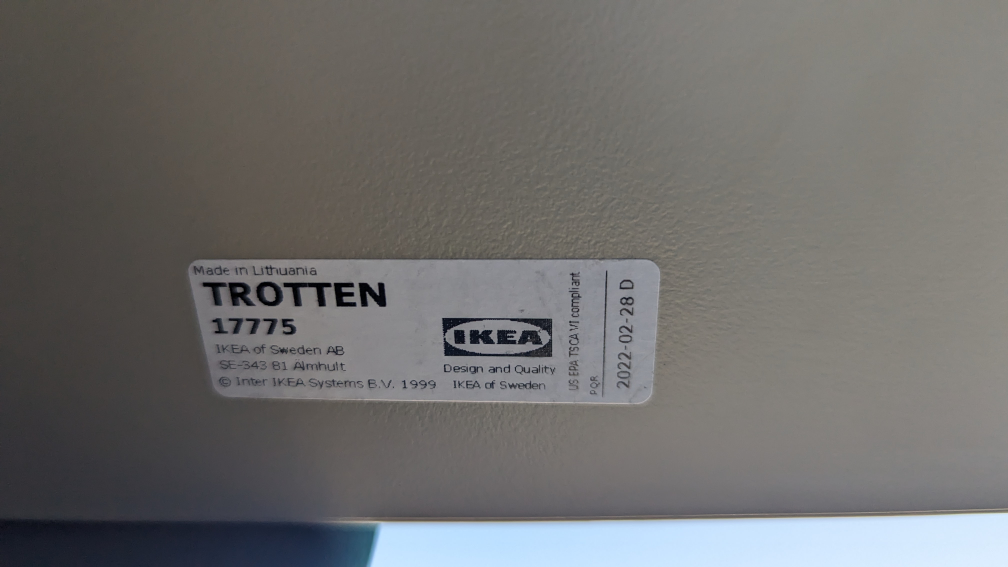 Made in Lithuania
TROTTEN
17775
IKEA of Sweden AB
SE-343 81 Älmhult
© Inter IKEA Systems B.V. 1999
IKEA
Design and Quality
IKEA of Sweden
US EPA TSCA VI compliant
PQR
2022-02-28 D